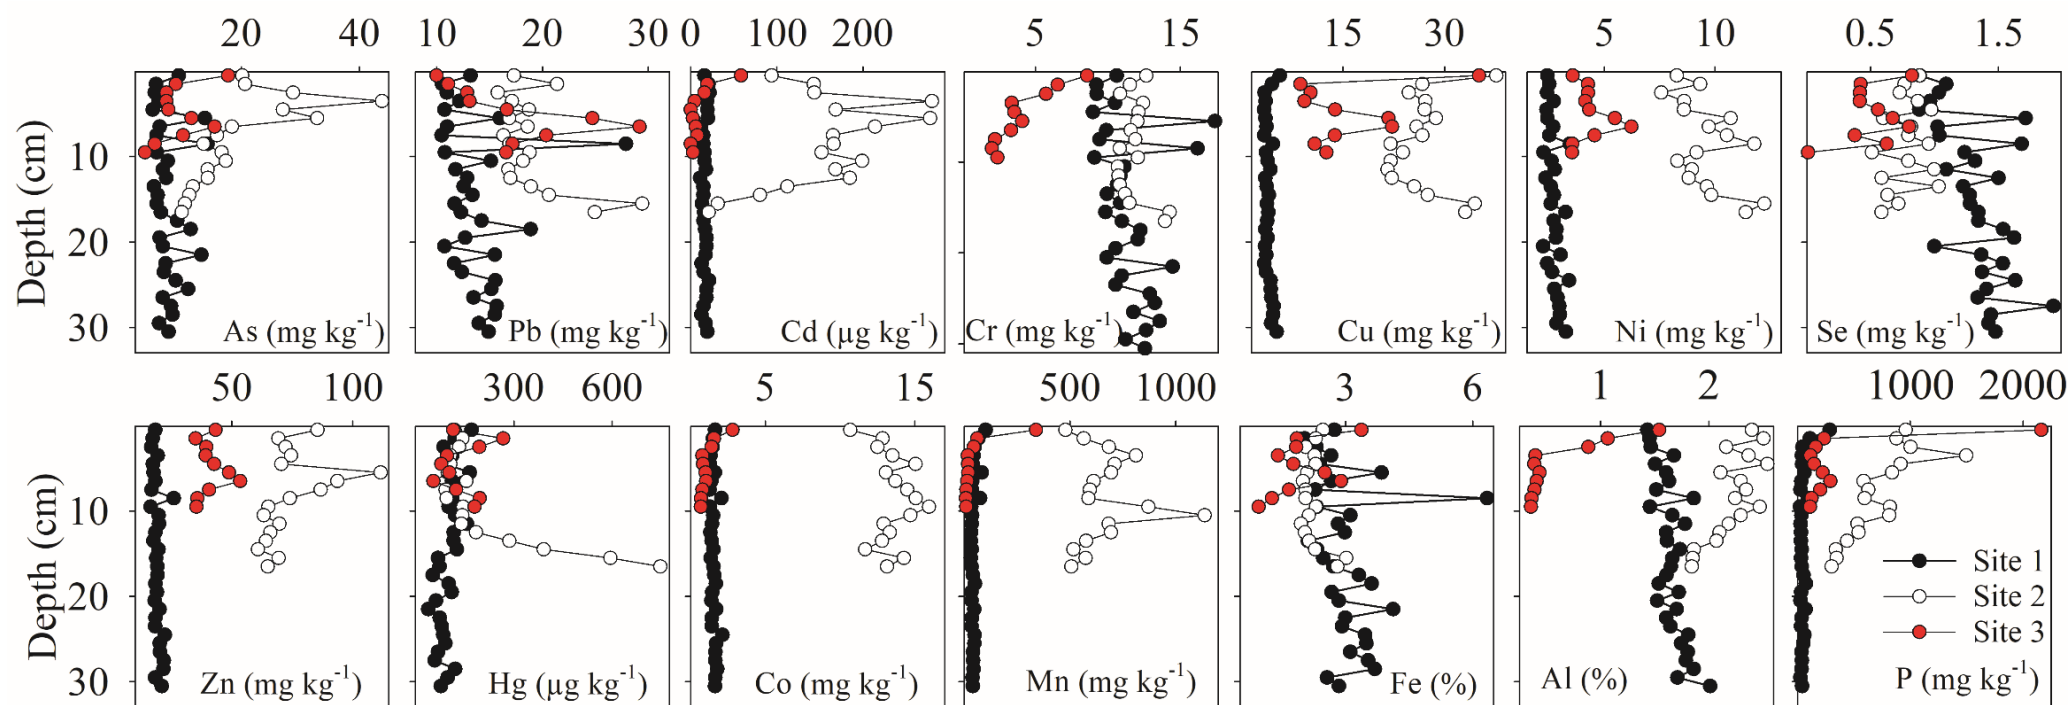 20 40 10 20 30 0 100 200 5 15 15 30 5 10 0.5 1.5
Depth (cm)
10
20
30
As (mg kg-1) Pb (mg kg-1) Cd (µg kg-1) Cr (mg kg-1) Cu (mg kg-1) Ni (mg kg-1) Se (mg kg-1)
50 100 300 600 5 15 500 1000 3 6 1 2 1000 2000
Depth (cm)
10
20
30
Site 1
Site 2
Site 3
Zn (mg kg-1) Hg (µg kg-1) Co (mg kg-1) Mn (mg kg-1) Fe (%) Al (%) P (mg kg-1)